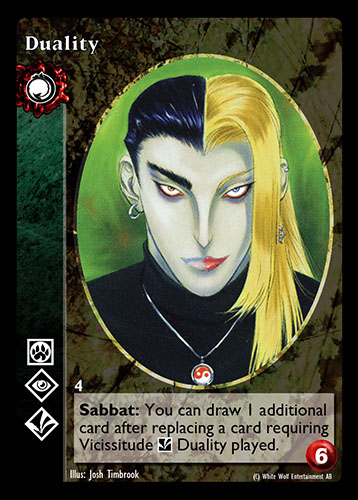 Duality
4
Sabbat: You can draw 1 additional
card after replacing a card requiring
Vicissitude Duality played.
6
Illus: Josh Timbrook
(C) White Wolf Entertainment AB